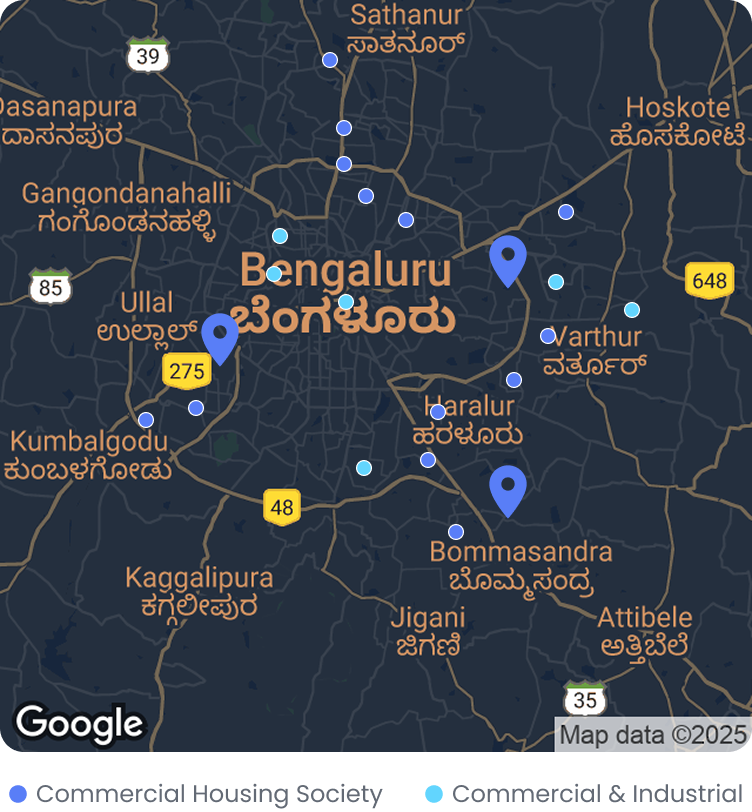 Sathanur
ಸಾತನೂರ್
39
Dasanapura
ದಾಸನಪುರ
Hoskote
ಹೊಸಕೋಟೆ
Gangondanahalli
ಗಂಗೊಂಡನಹಳ್ಳಿ
Bengaluru
ಬೆಂಗಳೂರು
85
648
Ullal
ಉಲ್ಲಾಳ್
275
Varthur
ವರ್ತೂರ್
Haralur
ಹರಳೂರು
Kumbalgodu
ಕುಂಬಳಗೋಡು
48
Bommasandra
ಬೊಮ್ಮಸಂದ್ರ
Kaggalipura
ಕಗ್ಗಲೀಪುರ
Jigani
ಜಿಗಣಿ
Attibele
ಅತ್ತಿಬೆಲೆ
35
Google
Map data ©2025
Commercial Housing Society
Commercial & Industrial